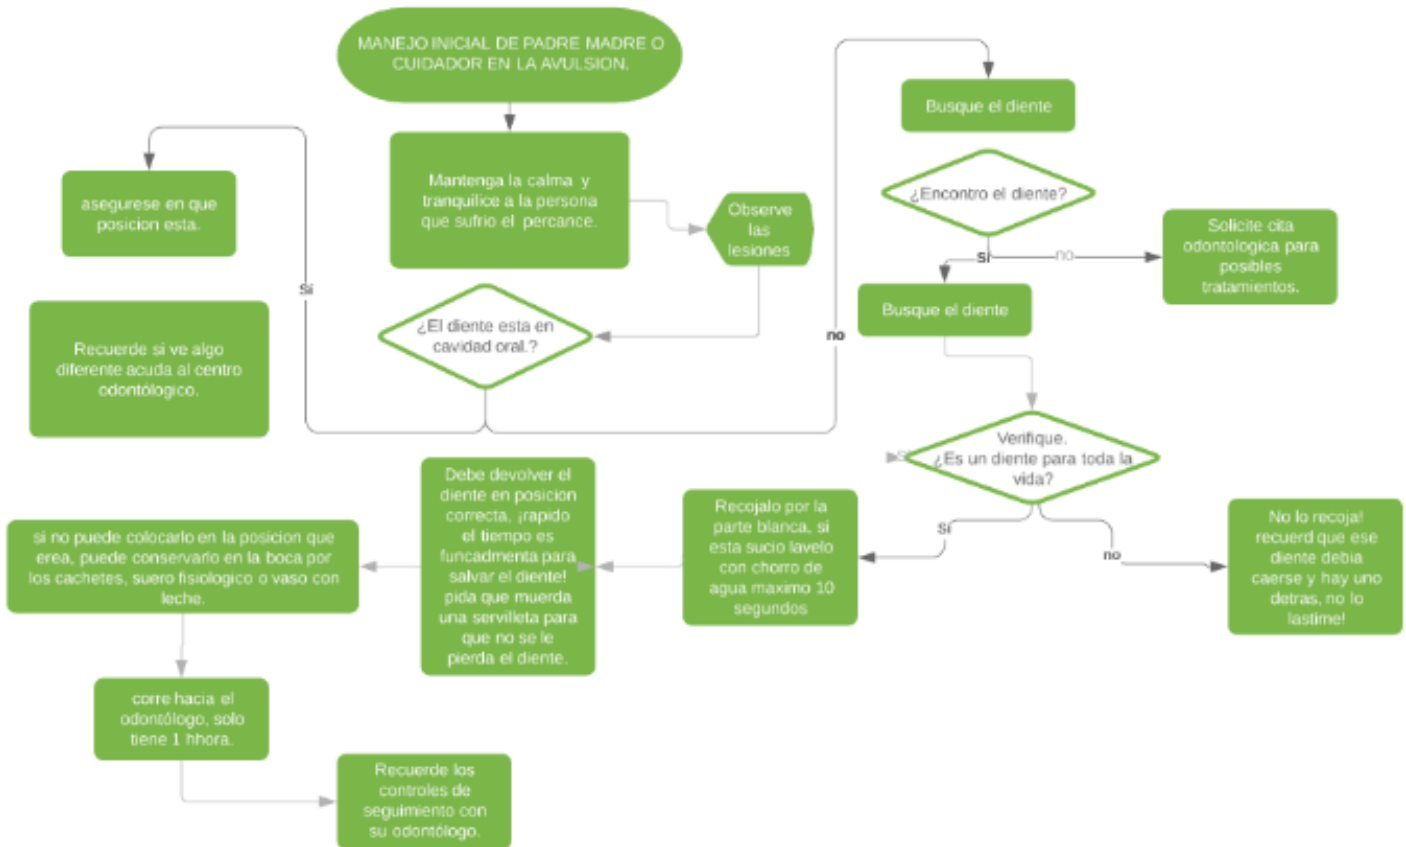 MANEJO INICIAL DE PADRE MADRE O
CUIDADOR EN LA AVULSION.
Mantenga la calma y
tranquilice a la persona
que sufrio el percance.
Observe
las
lesiones
¿El diente esta en
cavidad oral.?
Sí
no
asegurese en que
posicion esta.
Recuerde si ve algo
diferente acuda al centro
odontólogico.
Busque el diente
¿Encontro el diente?
Sí
no
Solicite cita
odontologica para
posibles
tratamientos.
Busque el diente
Verifique.
¿Es un diente para toda la
vida?
Sí
no
No lo recoja!
recuerd que ese
diente debia
caerse y hay uno
detras, no lo
lastime!
Recojalo por la
parte blanca, si
esta sucio lavelo
con chorro de
agua maximo 10
segundos
Debe devolver el
diente en posicion
correcta, ¡rapido
el tiempo es
funcadmenta para
salvar el diente!
pida que muerda
una servilleta para
que no se le
pierda el diente.
si no puede colocarlo en la posicion que
erea, puede conservarlo en la boca por
los cachetes, suero fisiologico o vaso con
leche.
corre hacia el
odontólogo, solo
tiene 1 hhora.
Recuerde los
controles de
seguimiento con
su odontólogo.